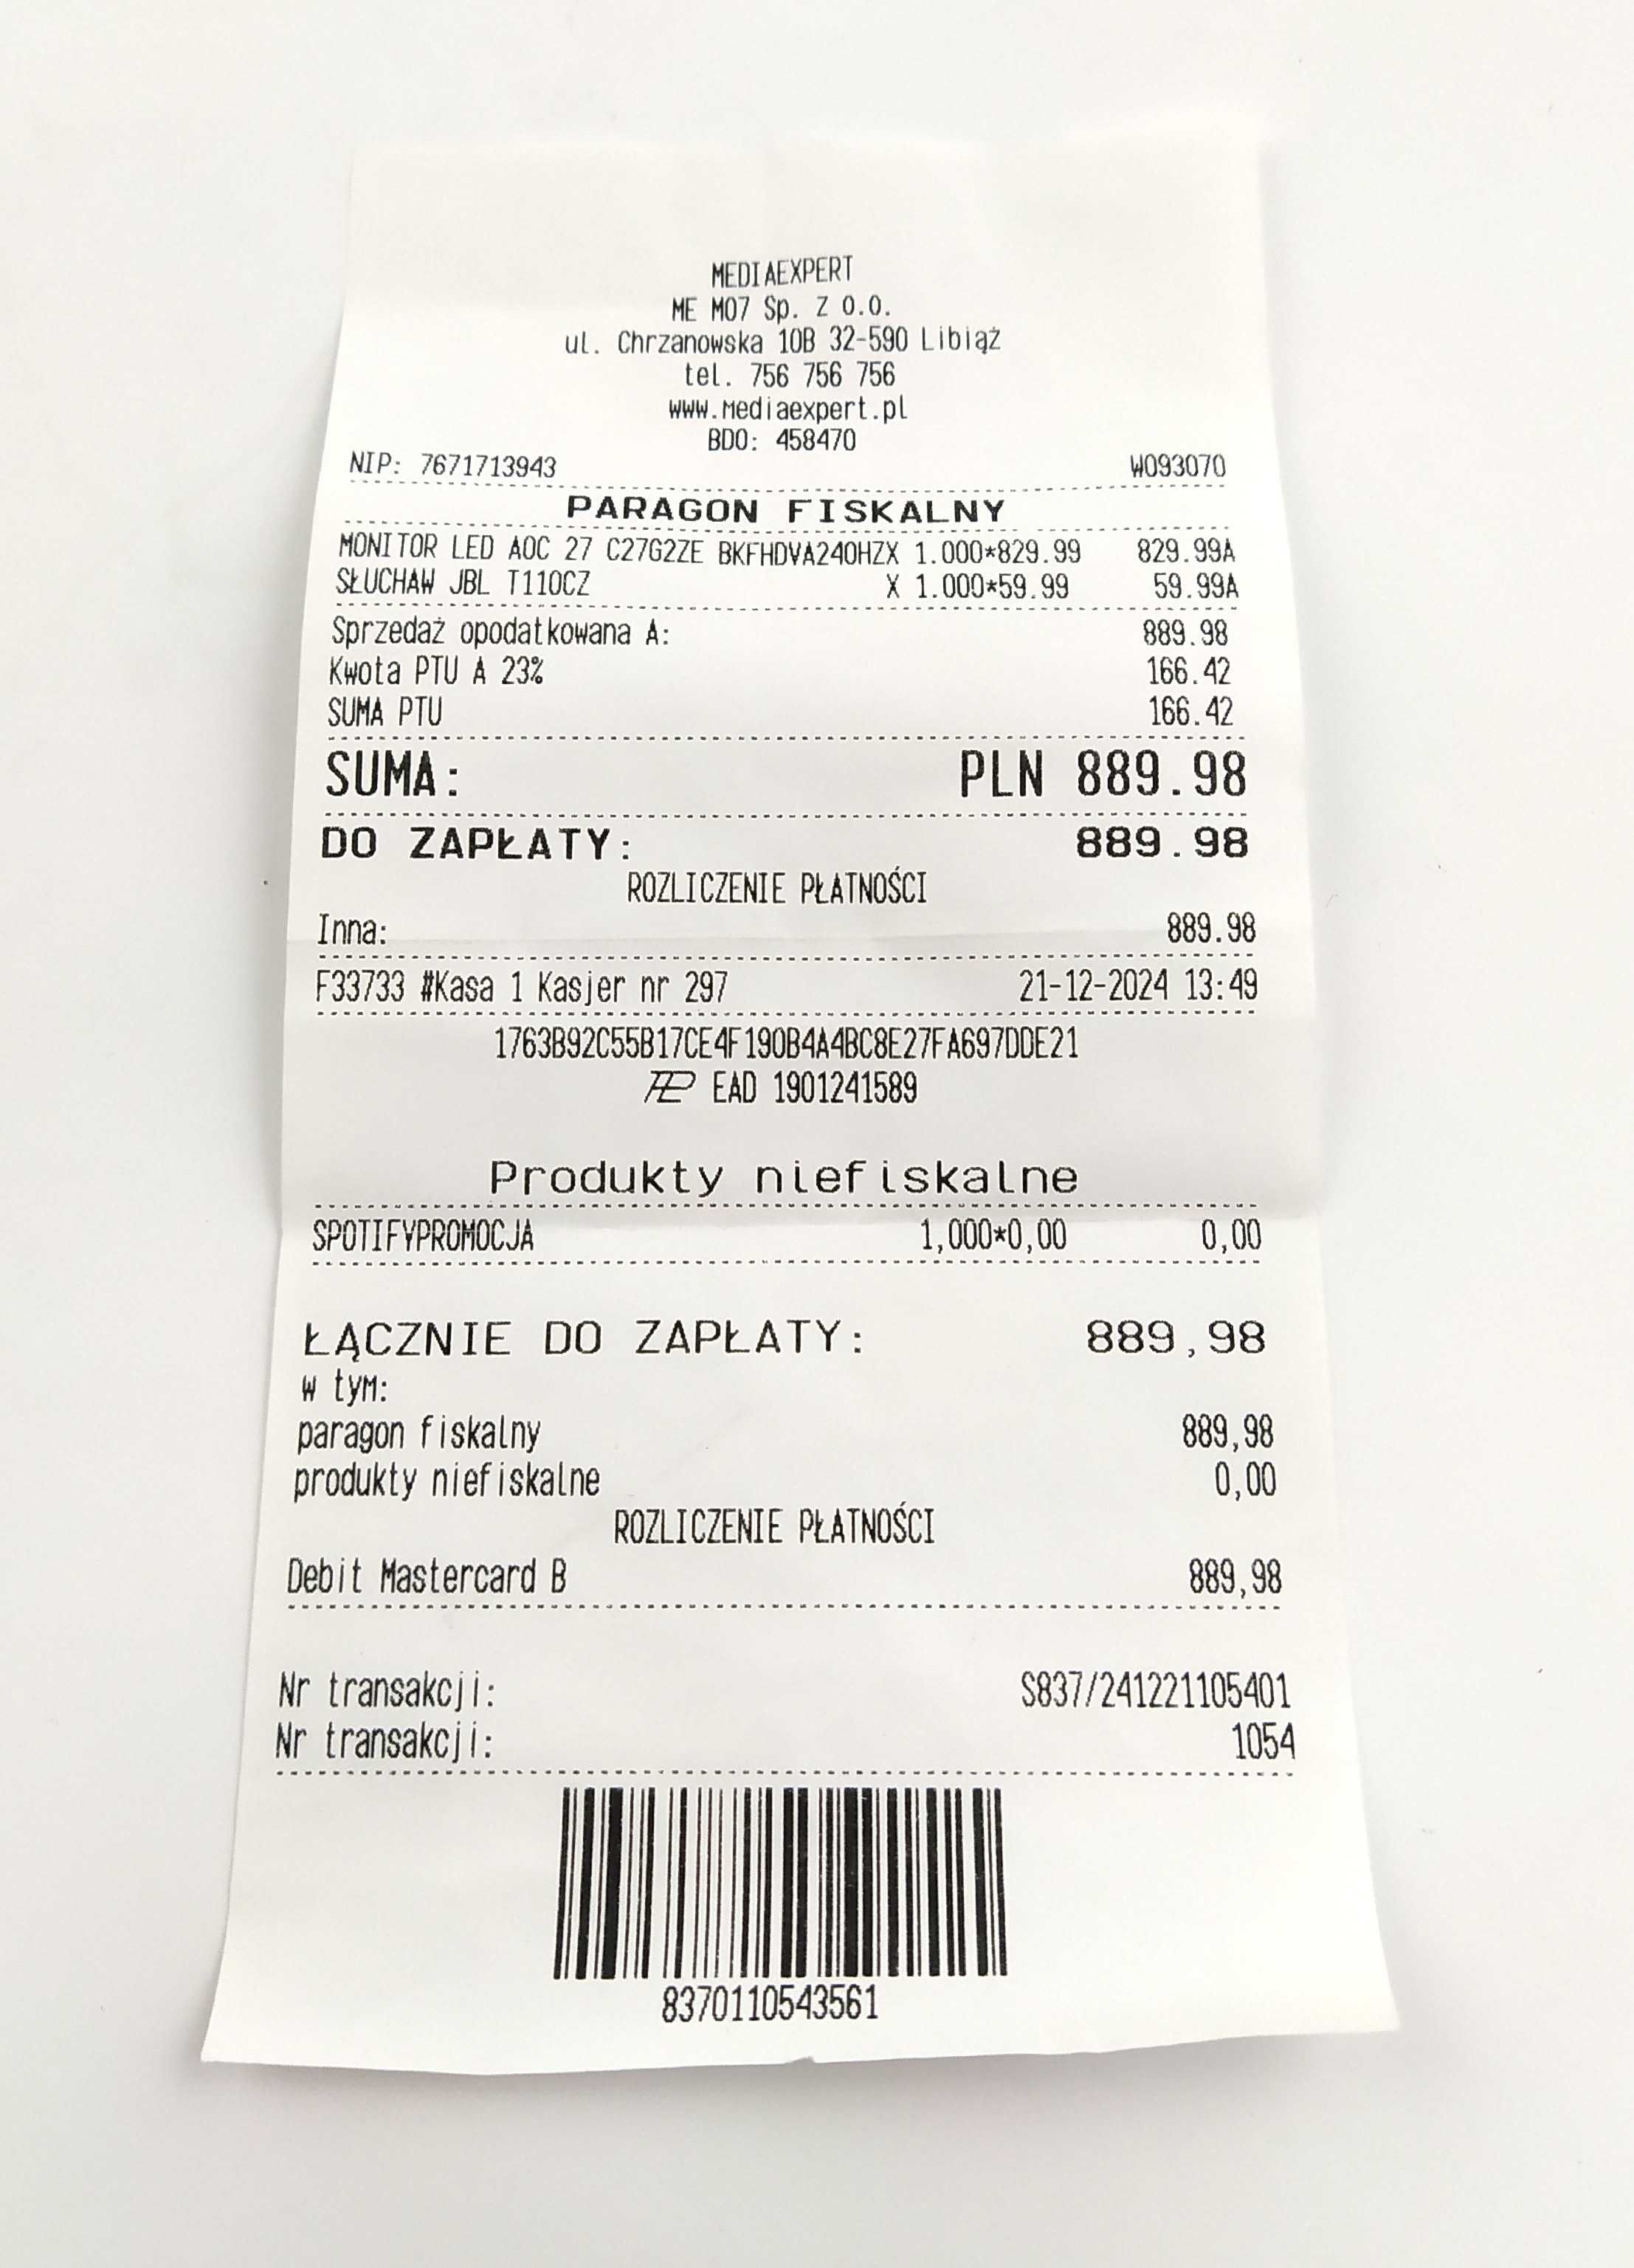 MEDIAEXPERT
ME M07 Sp. Z O.O.
ul. Chrzanowska 10B 32-590 Libiąż
tel. 756 756 756
www.mediaexpert.pl
BDO: 458470
NIP: 7671713943 W093070
PARAGON FISKALNY
MONITOR LED AOC 27 C27G2ZE BKFHDVA240HZX 1.000*829.99 829.99A
SŁUCHAW JBL T110CZ X 1.000*59.99 59.99A
Sprzedaż opodatkowana A: 889.98
Kwota PTU A 23% 166.42
SUMA PTU 166.42
SUMA: PLN 889.98
DO ZAPŁATY: 889.98
ROZLICZENIE PŁATNOŚCI
Inna: 889.98
F33733 #Kasa 1 Kasjer nr 297 21-12-2024 13:49
1763B92C55B17CE4F190B4A4BC8E27FA697DDE21
EAD 1901241589
Produkty niefiskalne
SPOTIFYPROMOCJA 1,000*0,00 0,00
ŁĄCZNIE DO ZAPŁATY: 889,98
w tym:
paragon fiskalny 889,98
produkty niefiskalne 0,00
ROZLICZENIE PŁATNOŚCI
Debit Mastercard B 889,98
Nr transakcji: S837/241221105401
Nr transakcji: 1054
8370110543561